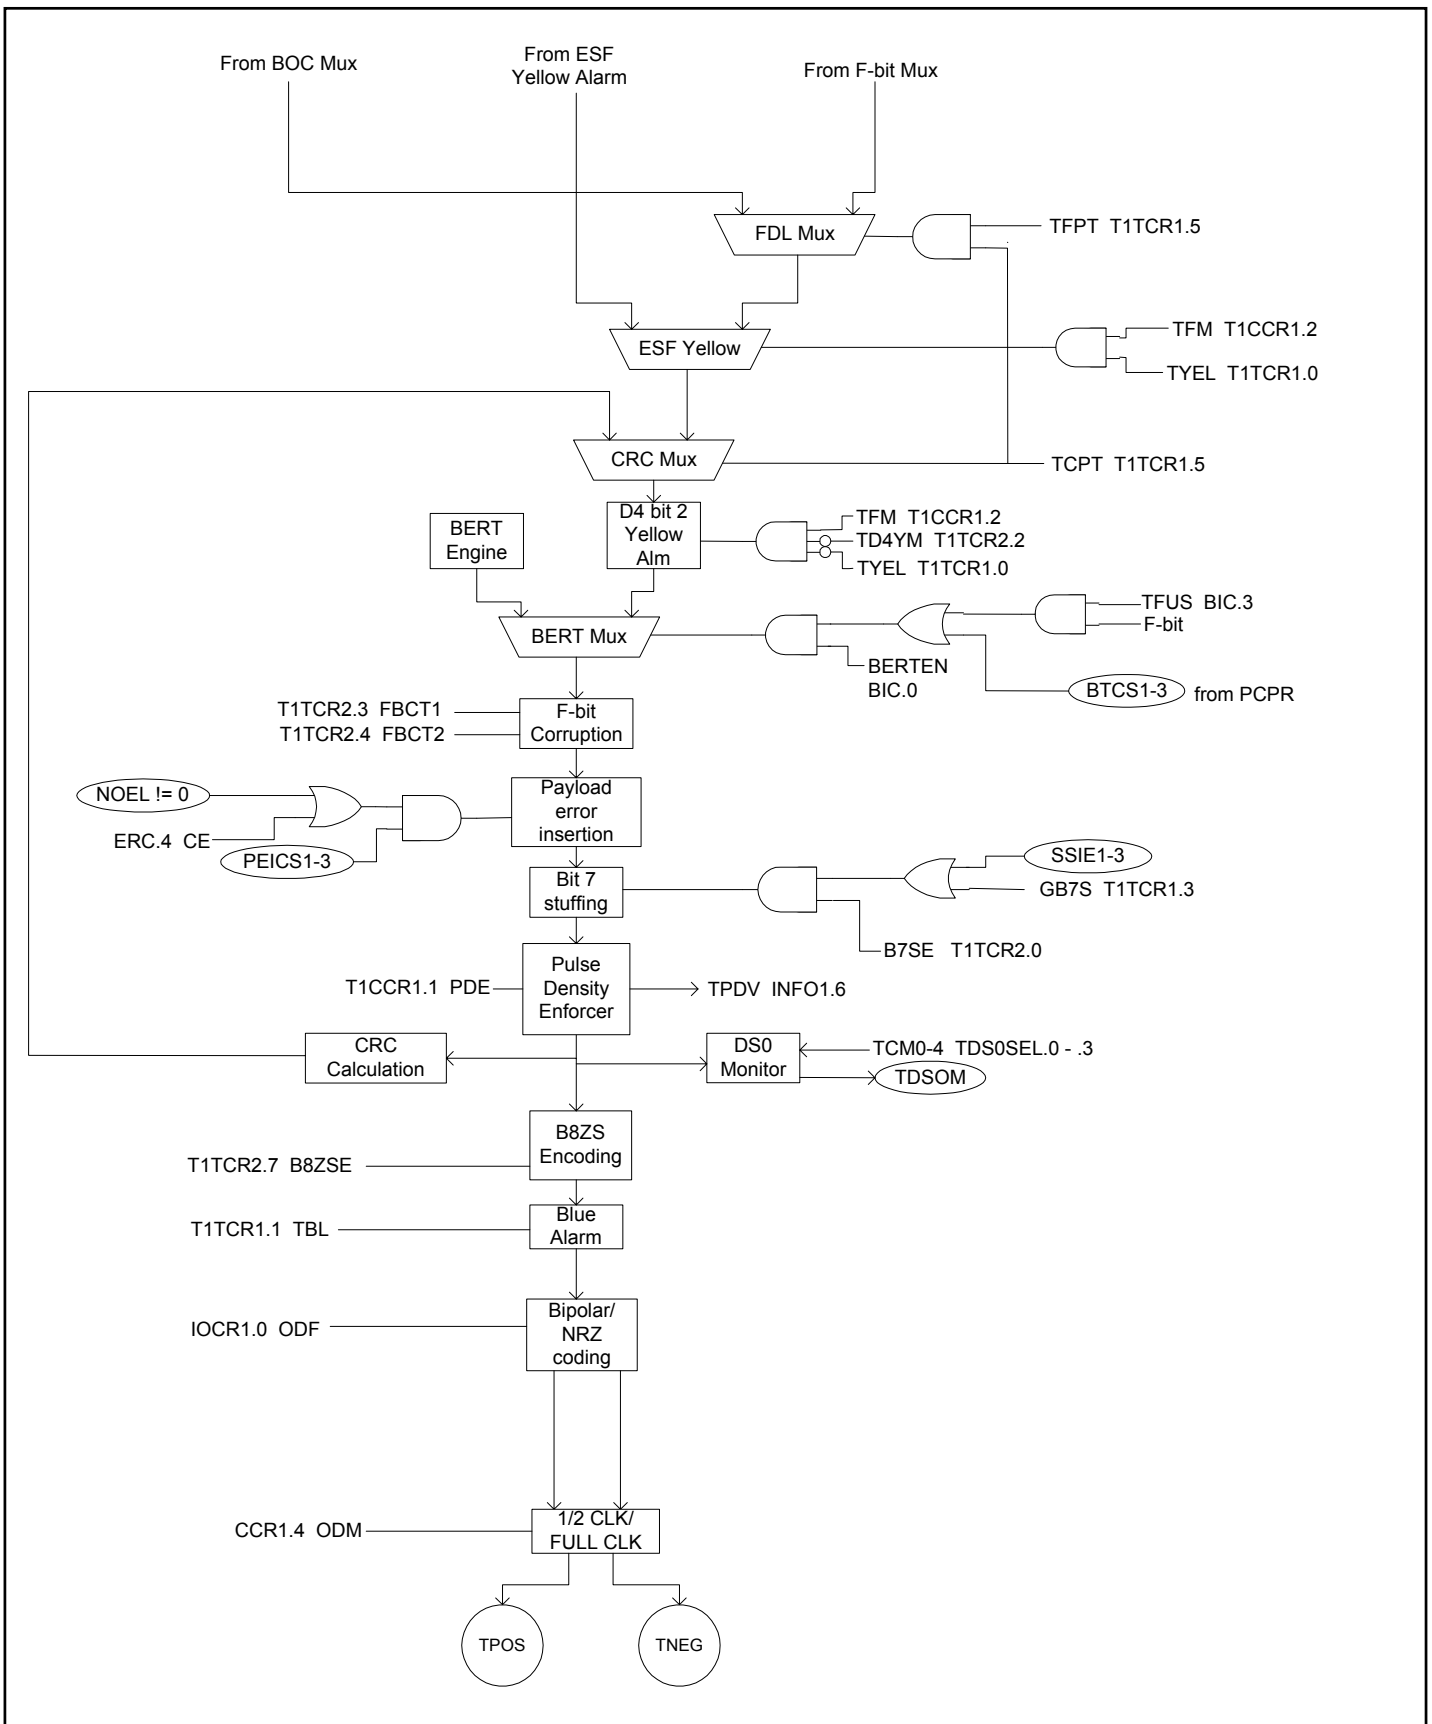 From BOC Mux
From ESF
Yellow Alarm
From F-bit Mux
FDL Mux
TFPT T1TCR1.5
ESF Yellow
TFM T1CCR1.2
TYEL T1TCR1.0
CRC Mux
TCPT T1TCR1.5
BERT
Engine
D4 bit 2
Yellow
Alm
TFM T1CCR1.2
TD4YM T1TCR2.2
TYEL T1TCR1.0
BERT Mux
TFUS BIC.3
F-bit
BERTEN
BIC.0
BTCS1-3
from PCPR
T1TCR2.3 FBCT1
T1TCR2.4 FBCT2
F-bit
Corruption
NOEL != 0
ERC.4 CE
PEICS1-3
Payload
error
insertion
Bit 7
stuffing
SSIE1-3
GB7S T1TCR1.3
B7SE T1TCR2.0
T1CCR1.1 PDE
Pulse
Density
Enforcer
TPDV INFO1.6
CRC
Calculation
DS0
Monitor
TCM0-4 TDS0SEL.0 - .3
TDSOM
B8ZS
Encoding
T1TCR2.7 B8ZSE
Blue
Alarm
T1TCR1.1 TBL
Bipolar/
NRZ
coding
IOCR1.0 ODF
1/2 CLK/
FULL CLK
CCR1.4 ODM
TPOS
TNEG